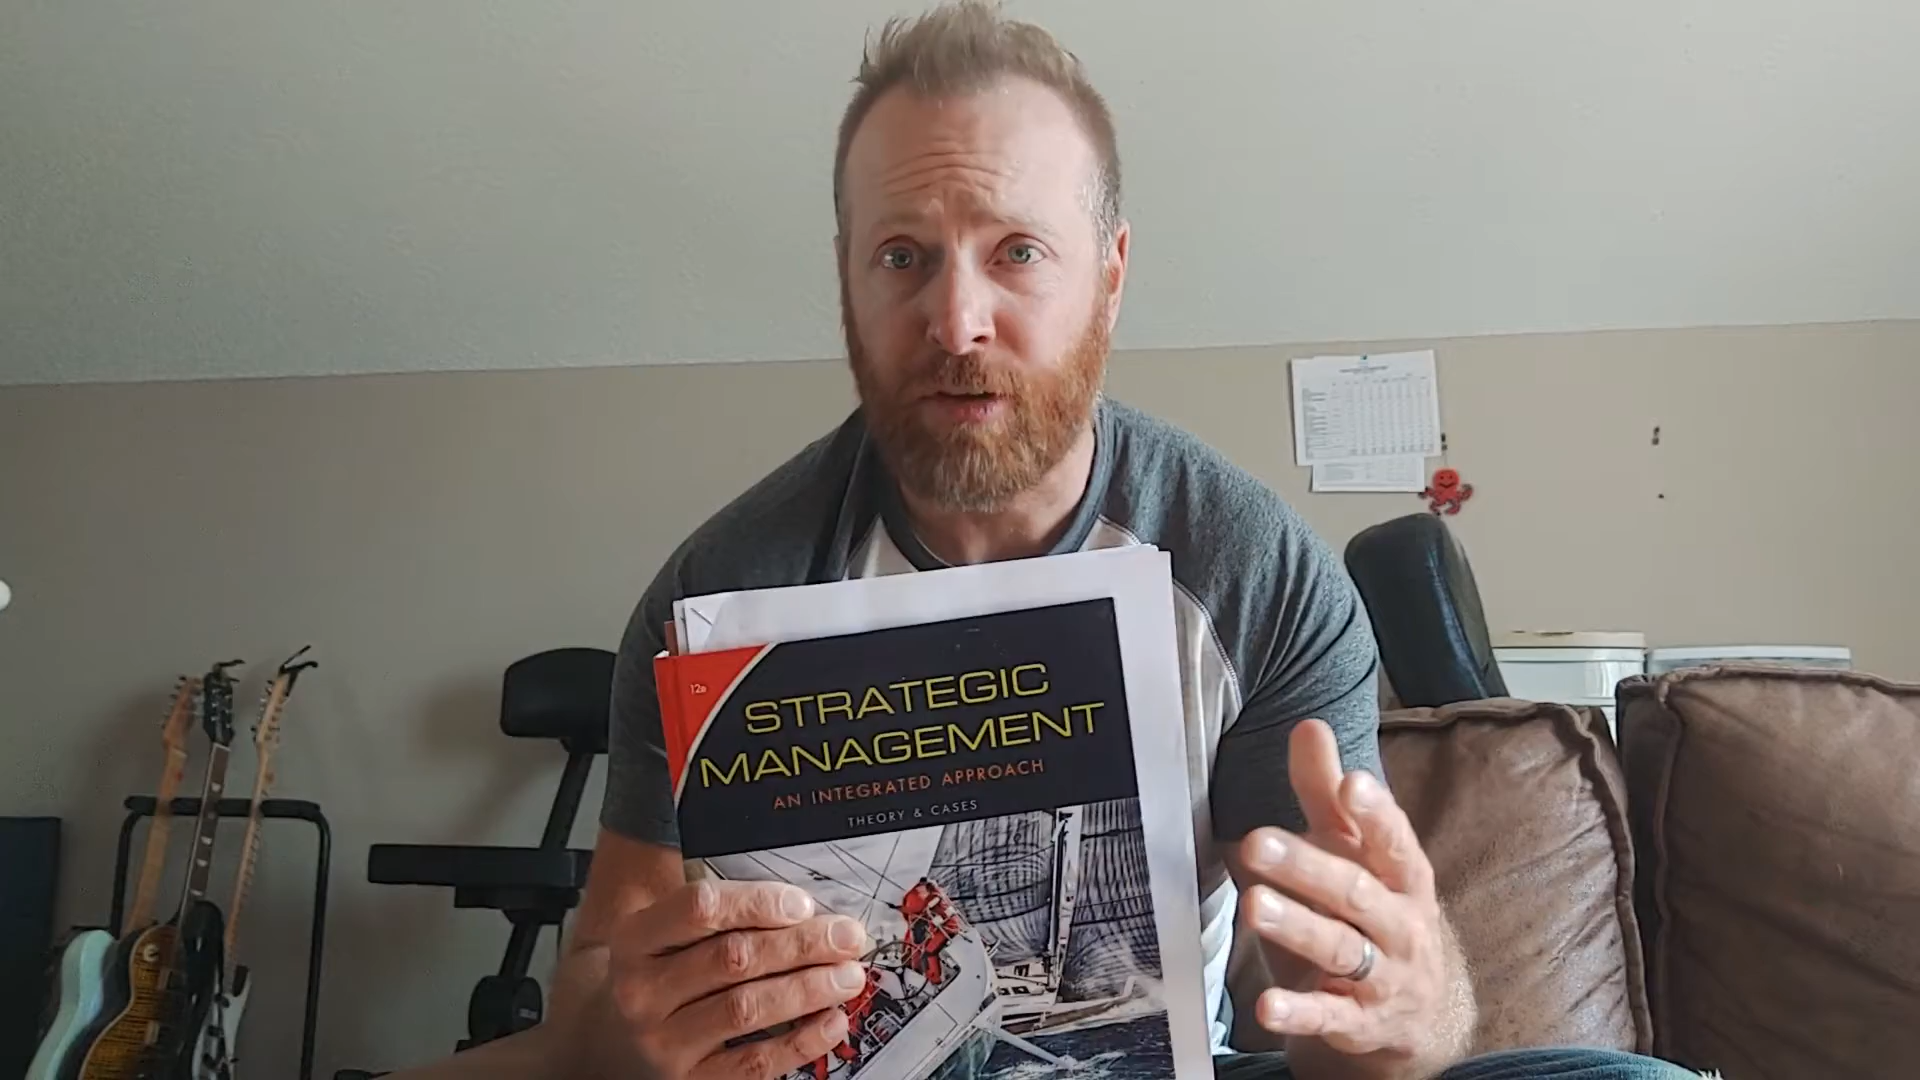 12e
STRATEGIC
MANAGEMENT
AN INTEGRATED APPROACH
THEORY & CASES